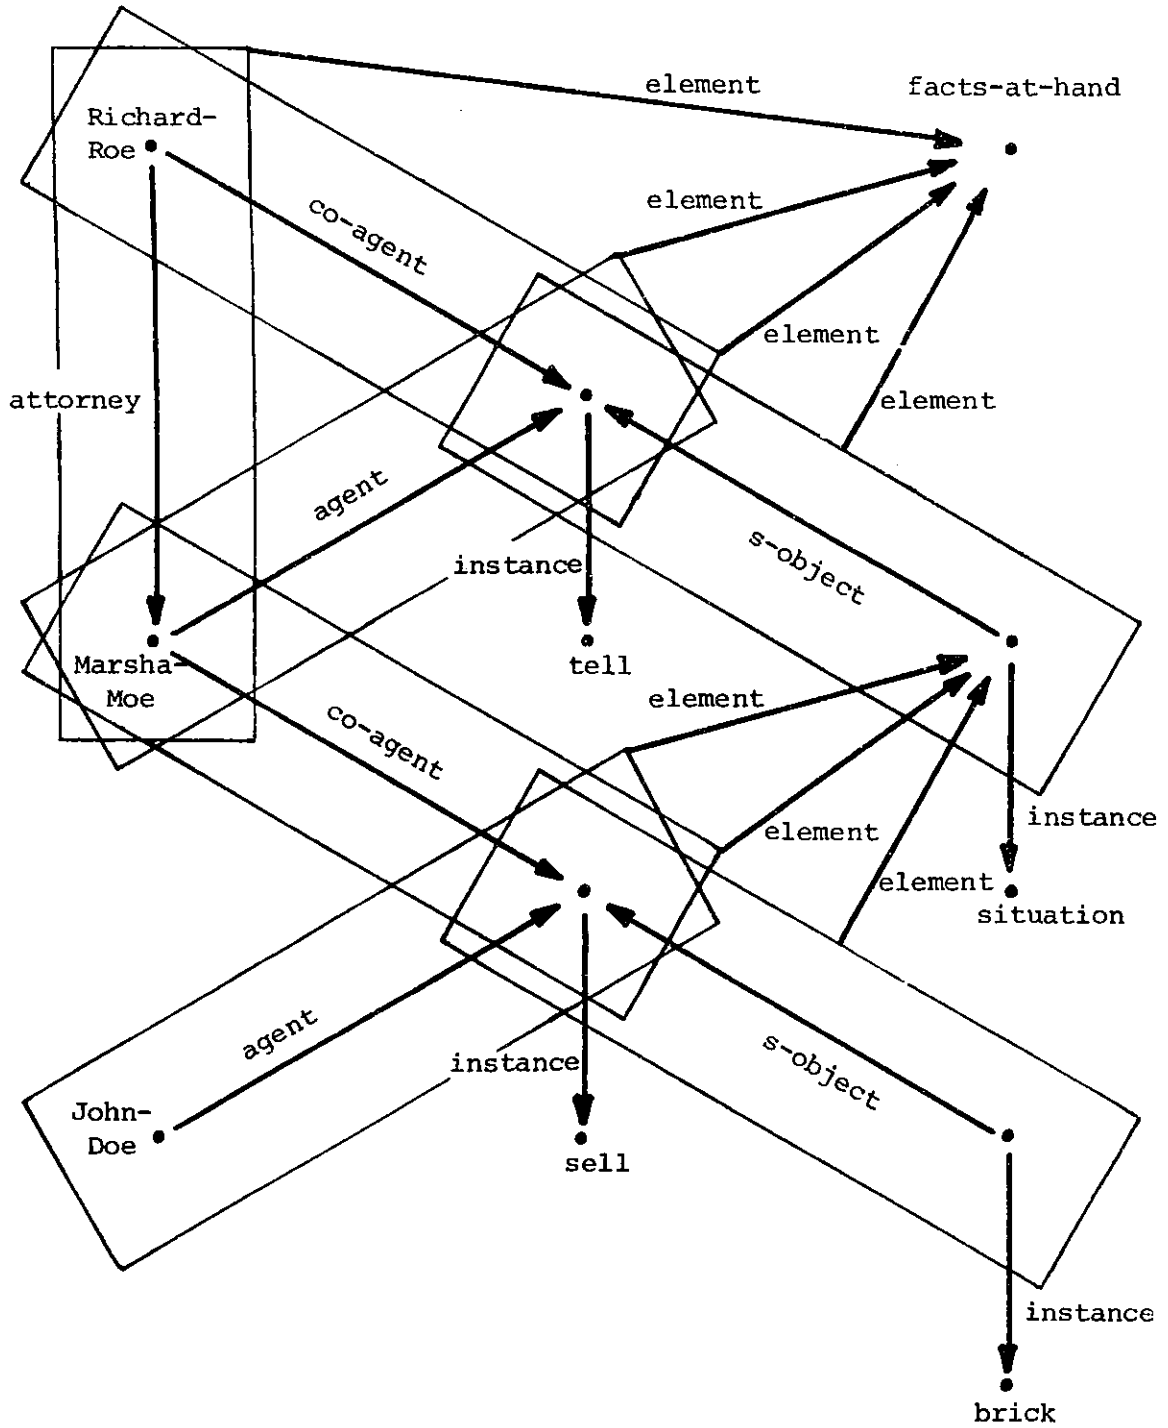 element
facts-at-hand
Richard-
Roe
element
co-agent
element
attorney
element
agent
instance
s-object
Marsha-
Moe
tell
element
co-agent
instance
element
element
situation
agent
instance
s-object
John-
Doe
sell
instance
brick